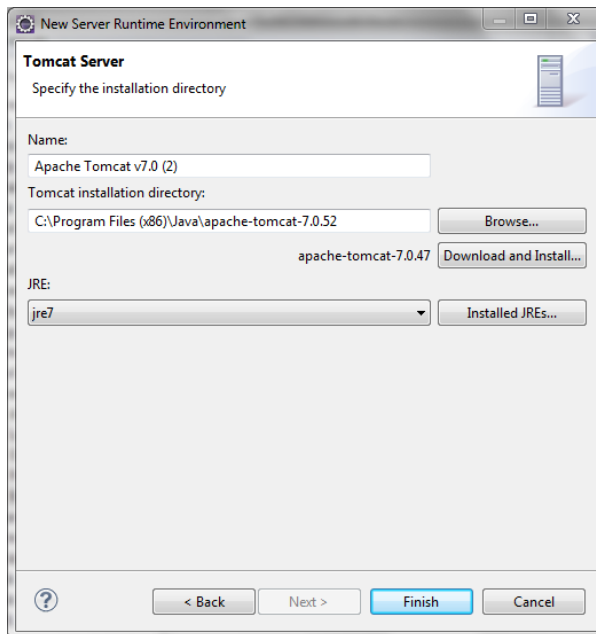 New Server Runtime Environment
Tomcat Server
Specify the installation directory
Name:
Apache Tomcat v7.0 (2)
Tomcat installation directory:
C:\Program Files (x86)\Java\apache-tomcat-7.0.52 Browse...
apache-tomcat-7.0.47 Download and Install...
JRE:
jre7 Installed JREs...
? < Back Next > Finish Cancel